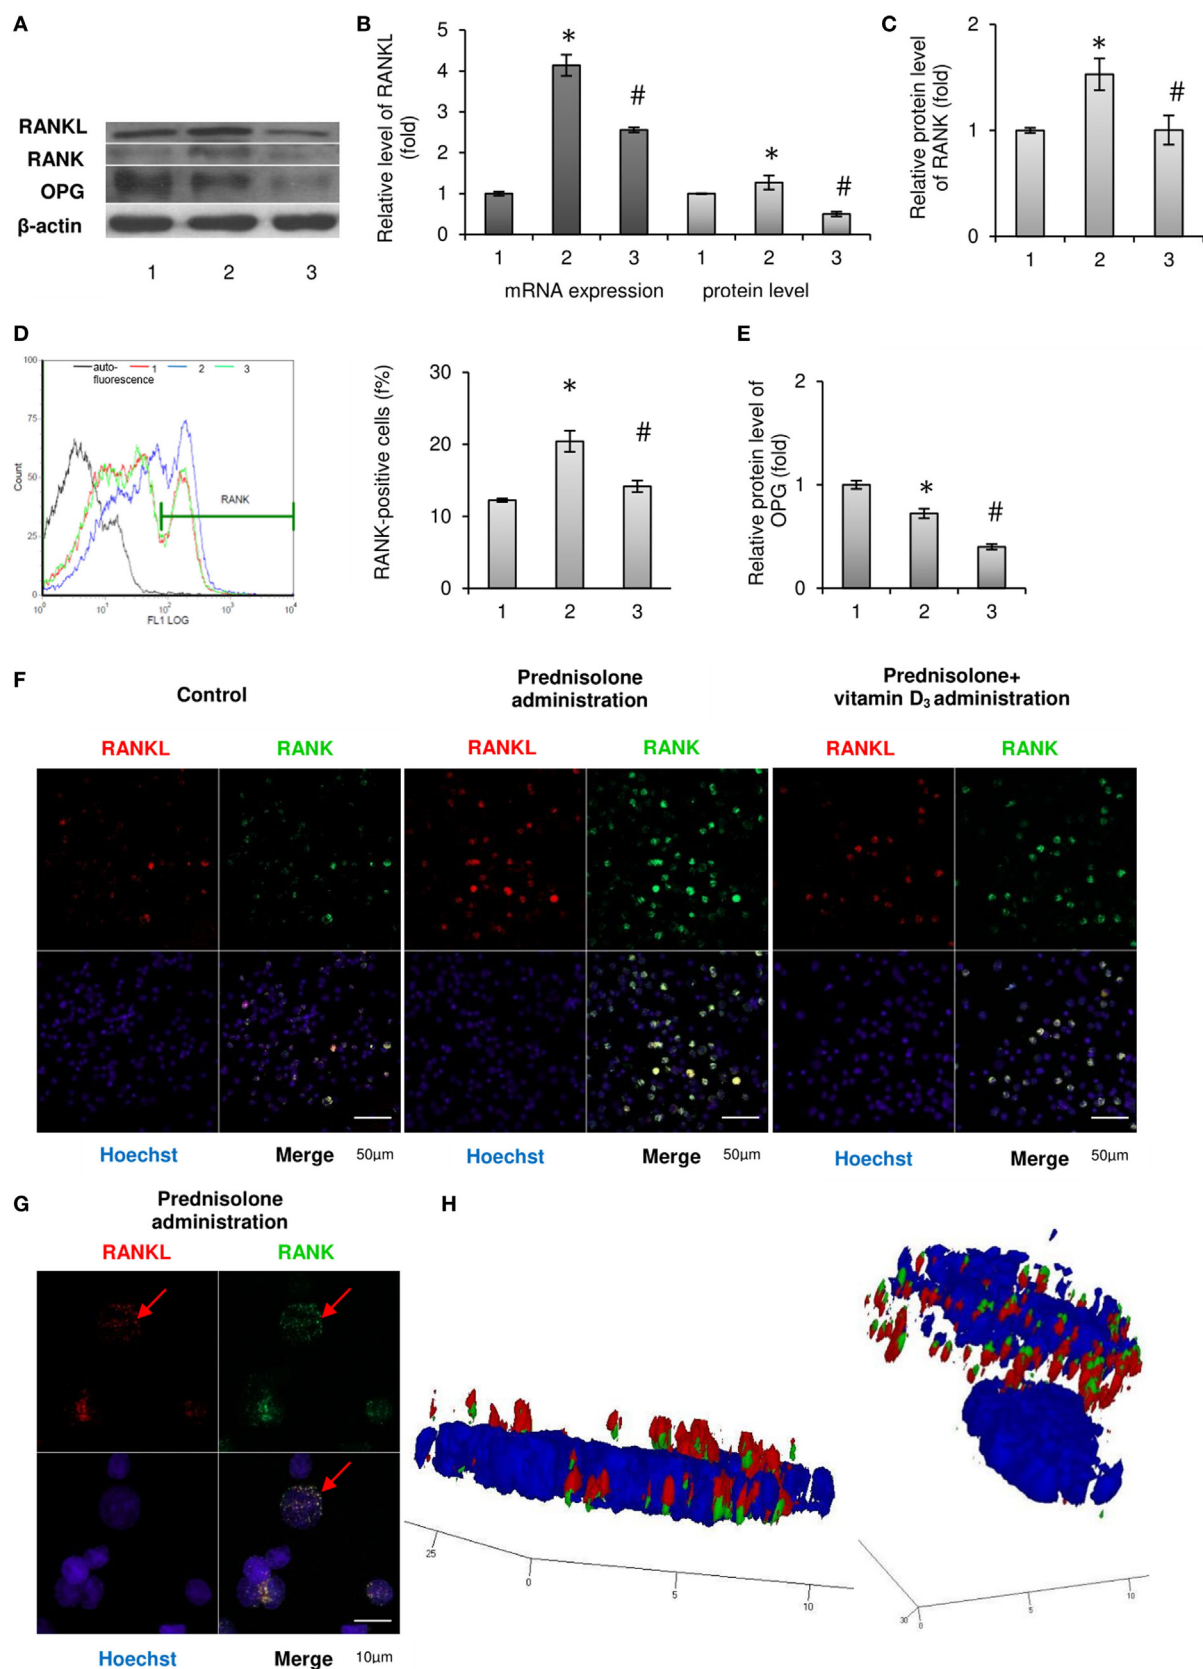 A
RANKL
RANK
OPG
β-actin
1 2 3
B
Relative level of RANKL
(fold)
5
4
3
2
1
0
* # * #
1 2 3 1 2 3
mRNA expression protein level
C
Relative protein level
of RANK (fold)
2
1
0
* #
1 2 3
D
Count
100
75
50
25
0
auto-
fluorescence
1 2 3
RANK
10⁰ 10¹ 10² 10³ 10⁴
FL1 LOG
RANK-positive cells (f%)
30
20
10
0
* #
1 2 3
E
Relative protein level of
OPG (fold)
2
1
0
* #
1 2 3
F
Control
Prednisolone
administration
Prednisolone+
vitamin D₃ administration
RANKL RANK RANKL RANK RANKL RANK
Hoechst Merge 50μm Hoechst Merge 50μm Hoechst Merge 50μm
G
Prednisolone
administration
RANKL RANK
Hoechst Merge 10μm
H
25 0 5 10
30 0 5 10